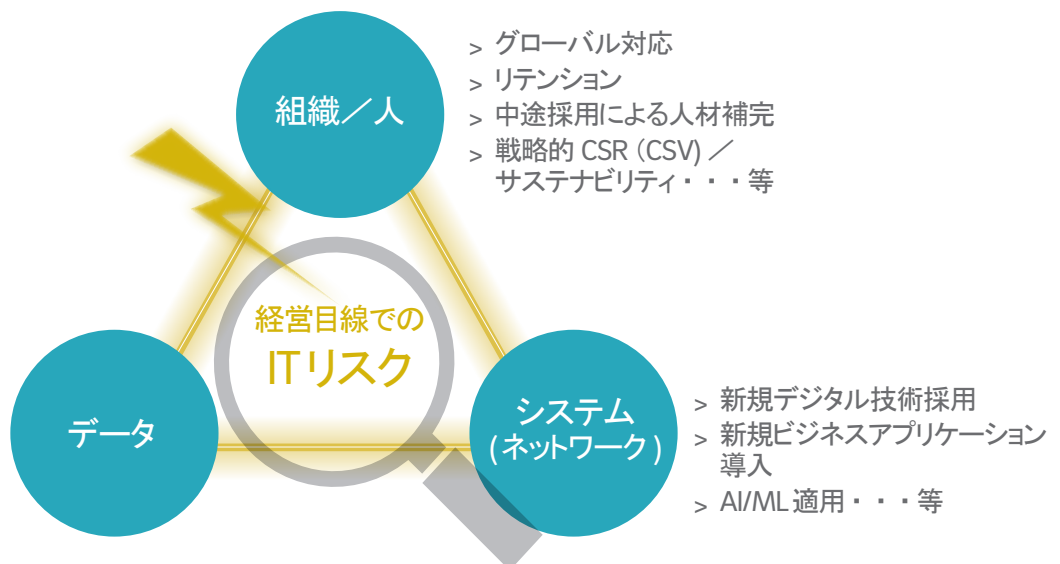 組織／人
> グローバル対応
> リテンション
> 中途採用による人材補完
> 戦略的 CSR（CSV）／
サステナビリティ・・・等
経営目線での
ITリスク
データ
システム
(ネットワーク)
> 新規デジタル技術採用
> 新規ビジネスアプリケーション
導入
> AI/ML 適用・・・等